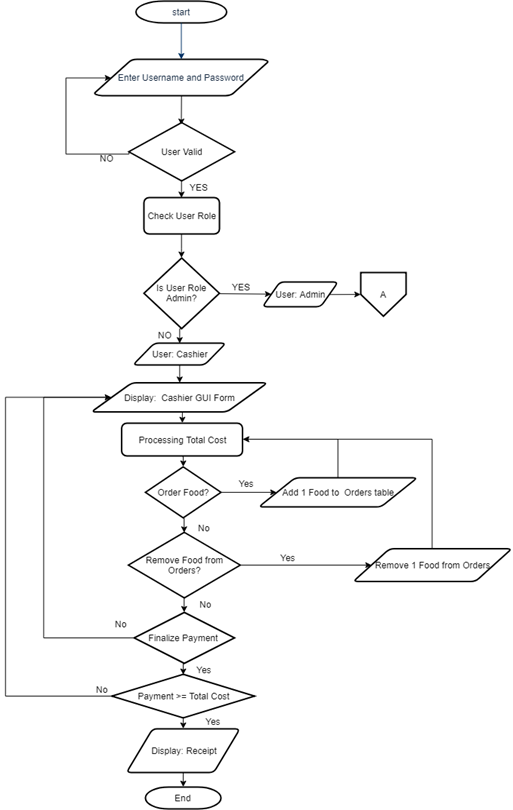 start
Enter Username and Password
User Valid
NO
YES
Check User Role
Is User Role
Admin?
YES
User: Admin
A
NO
User: Cashier
Display:  Cashier GUI Form
Processing Total Cost
Order Food?
Yes
Add 1 Food to  Orders table
No
Remove Food from
Orders?
Yes
Remove 1 Food from Orders
No
Finalize Payment
No
Yes
Payment >= Total Cost
No
Yes
Display: Receipt
End